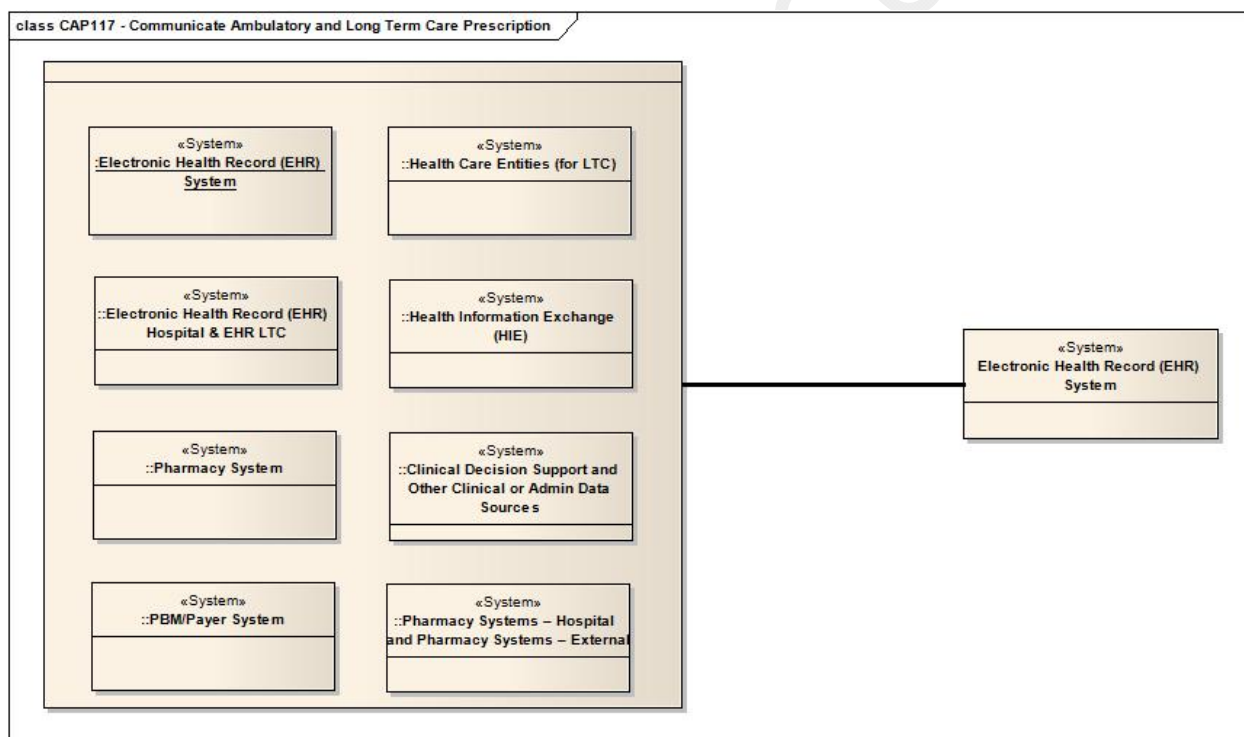 class CAP117 - Communicate Ambulatory and Long Term Care Prescription
«System»
:Electronic Health Record (EHR)
System
«System»
::Health Care Entities (for LTC)
«System»
::Electronic Health Record (EHR)
Hospital & EHR LTC
«System»
::Health Information Exchange
(HIE)
«System»
Electronic Health Record (EHR)
System
«System»
::Pharmacy System
«System»
::Clinical Decision Support and
Other Clinical or Admin Data
Sources
«System»
::PBM/Payer System
«System»
::Pharmacy Systems – Hospital
and Pharmacy Systems – External